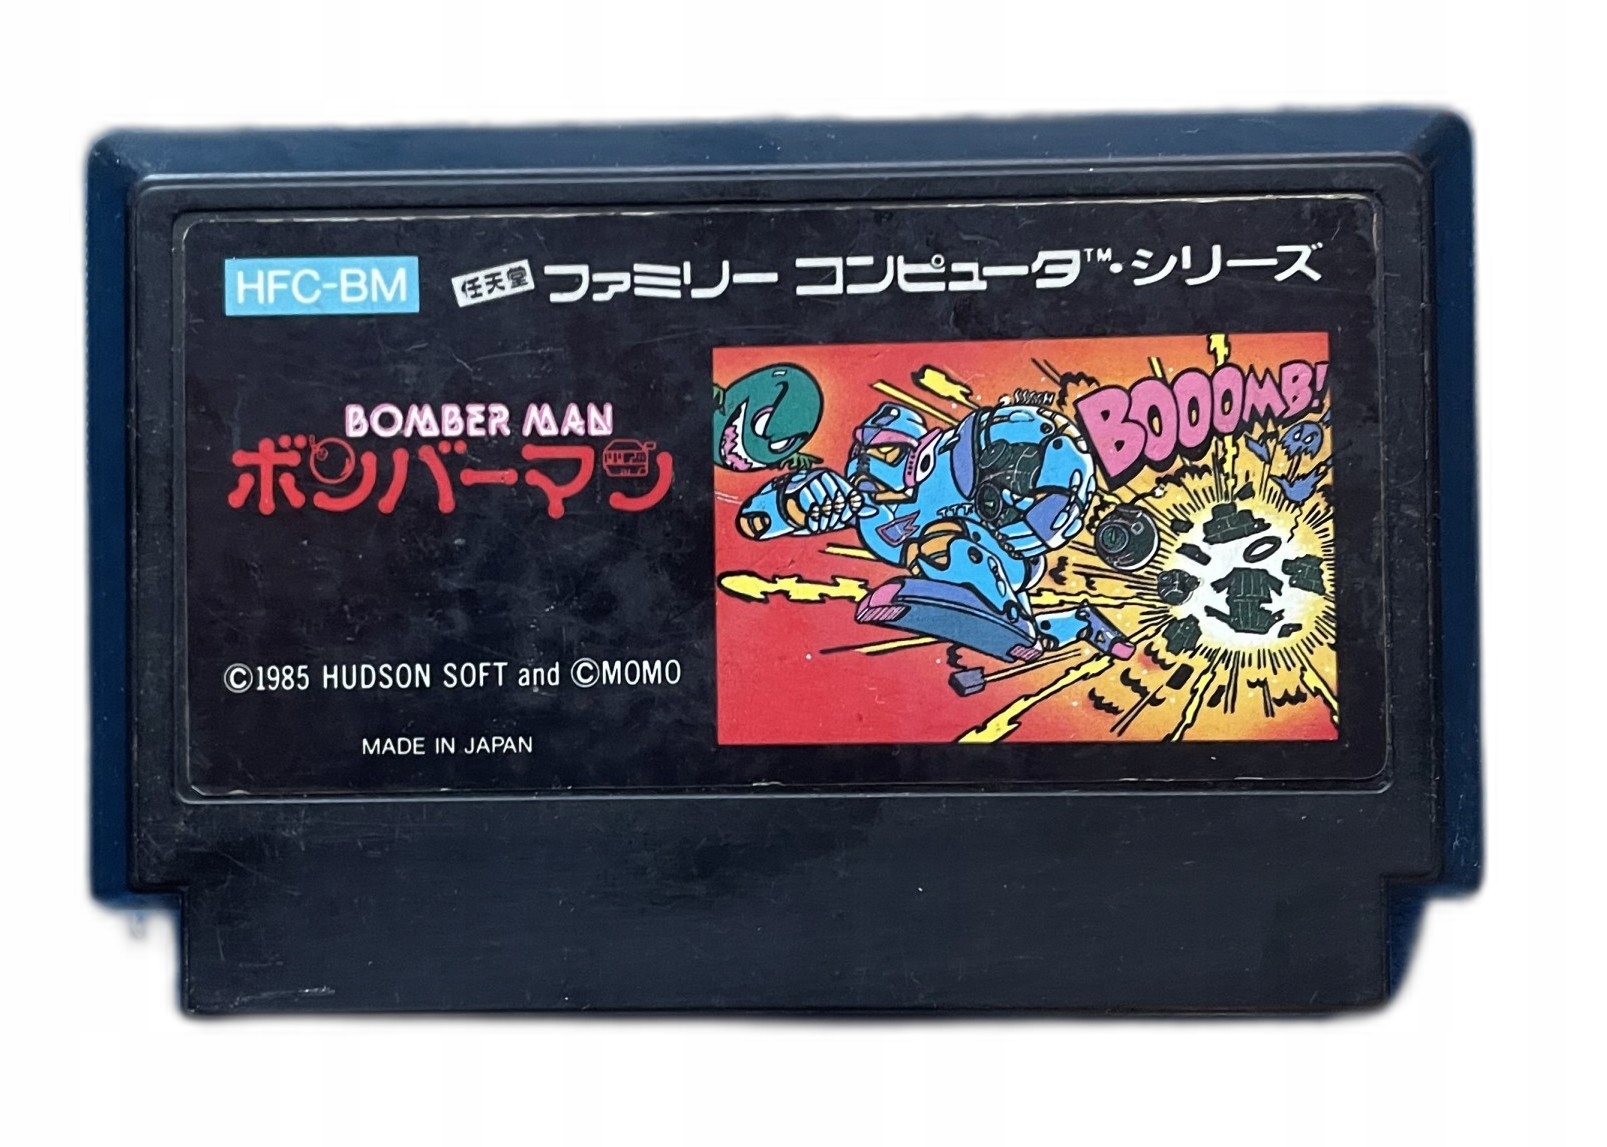 HFC-BM
任天堂 ファミリー コンピュータ™・シリーズ
BOMBER MAN
ボンバーマン
BOOOMB!
©1985 HUDSON SOFT and ©MOMO
MADE IN JAPAN